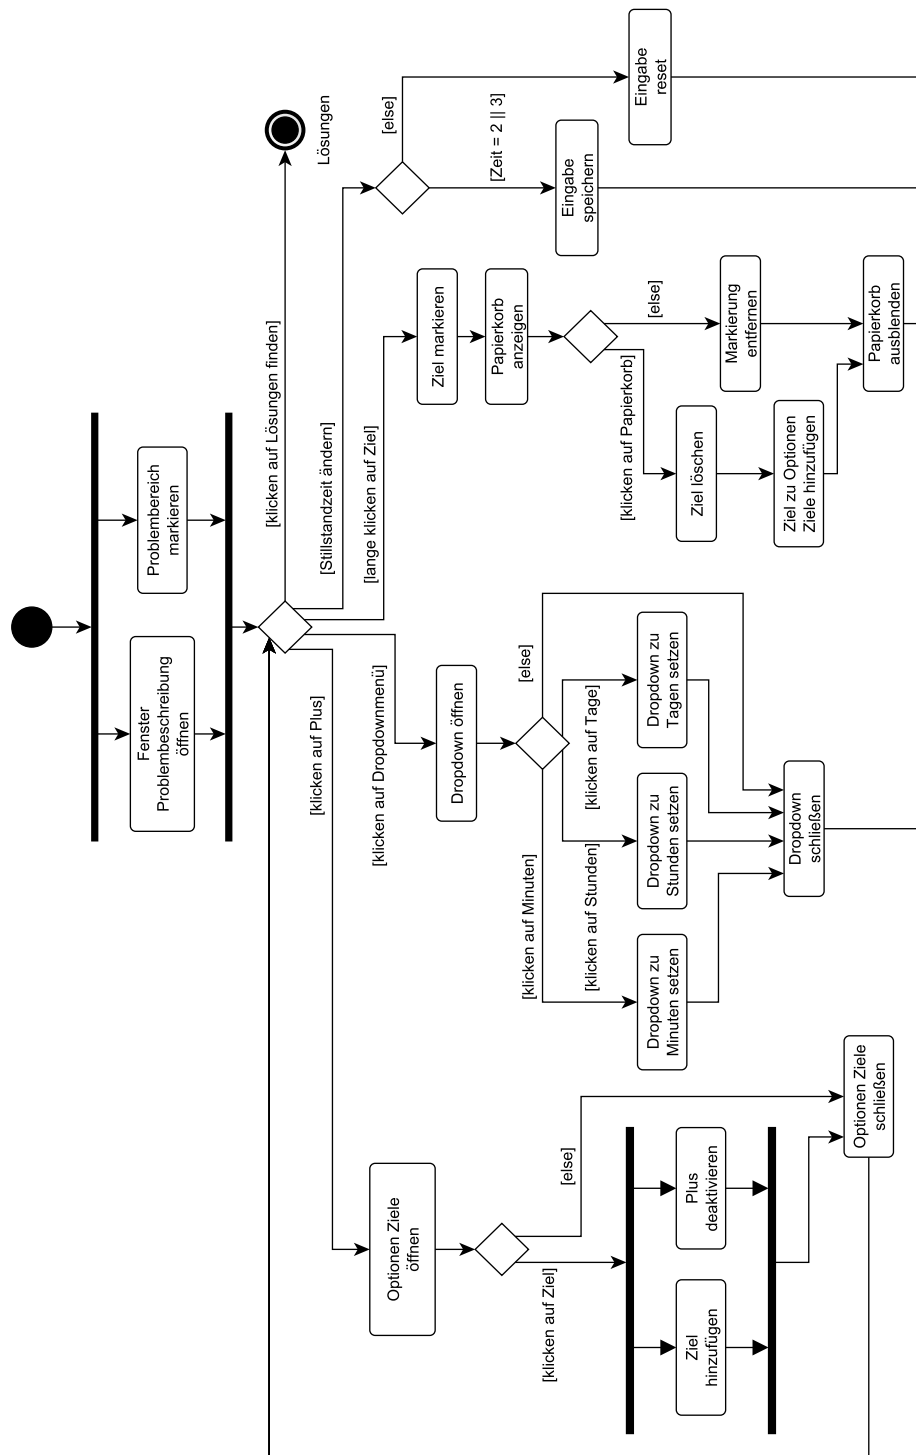 Fenster
Problembeschreibung
öffnen
Problembereich
markieren
[klicken auf Plus]
[klicken auf Dropdownmenü]
[lange klicken auf Ziel]
[Stillstandzeit ändern]
[klicken auf Lösungen finden]
Lösungen
Optionen Ziele
öffnen
[klicken auf Ziel]
[else]
Ziel
hinzufügen
Plus
deaktivieren
Optionen Ziele
schließen
Dropdown öffnen
[klicken auf Minuten]
[klicken auf Stunden]
[klicken auf Tage]
[else]
Dropdown zu
Minuten setzen
Dropdown zu
Stunden setzen
Dropdown zu
Tagen setzen
Dropdown
schließen
Ziel markieren
Papierkorb
anzeigen
[klicken auf Papierkorb]
[else]
Ziel löschen
Markierung
entfernen
Ziel zu Optionen
Ziele hinzufügen
Papierkorb
ausblenden
[Zeit = 2 || 3]
[else]
Eingabe
speichern
Eingabe
reset